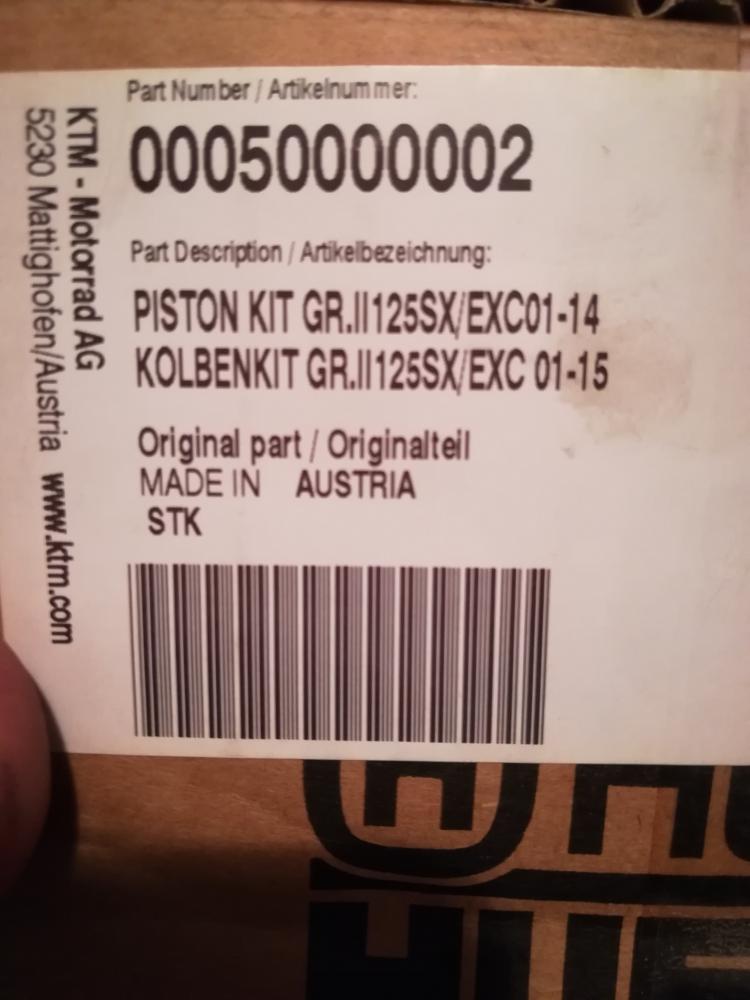 Part Number / Artikelnummer:
00050000002
Part Description / Artikelbezeichnung:
PISTON KIT GR.II125SX/EXC01-14
KOLBENKIT GR.II125SX/EXC 01-15
Original part / Originalteil
MADE IN AUSTRIA
STK
KTM - Motorrad AG
5230 Mattighofen/Austria www.ktm.com